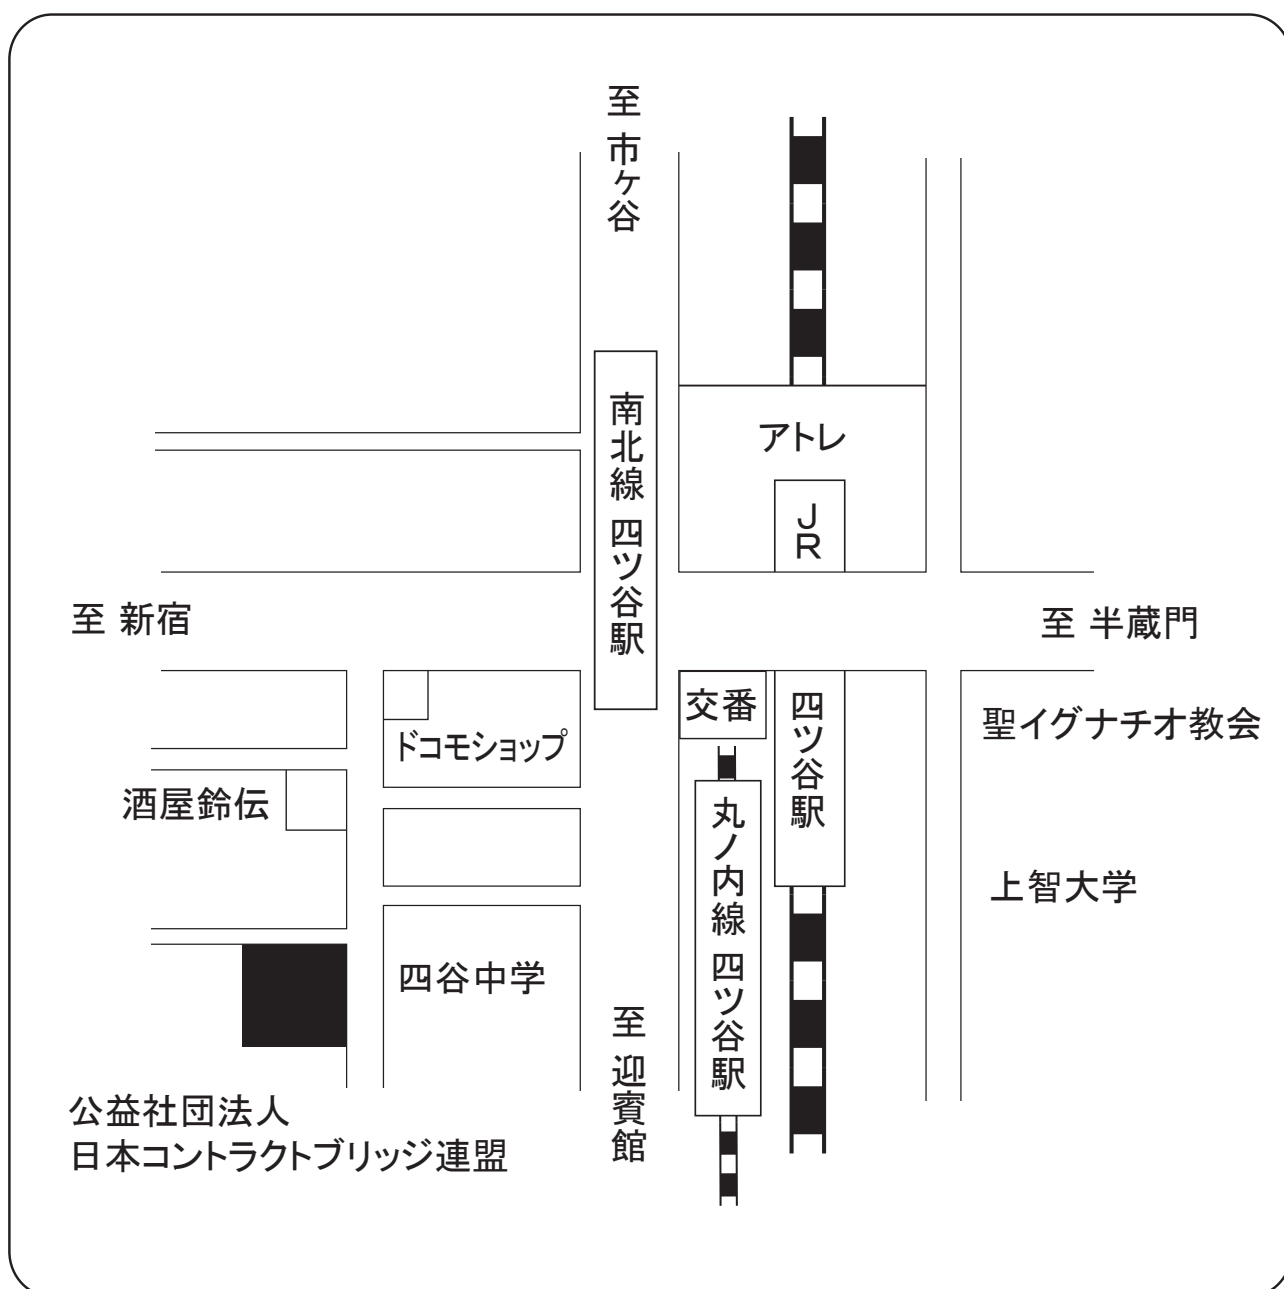 至 市ヶ谷
南北線 四ツ谷駅
アトレ
JR
至 新宿
至 半蔵門
交番
四ツ谷駅
聖イグナチオ教会
ドコモショップ
酒屋鈴伝
丸ノ内線 四ツ谷駅
上智大学
四谷中学
至 迎賓館
公益社団法人
日本コントラクトブリッジ連盟